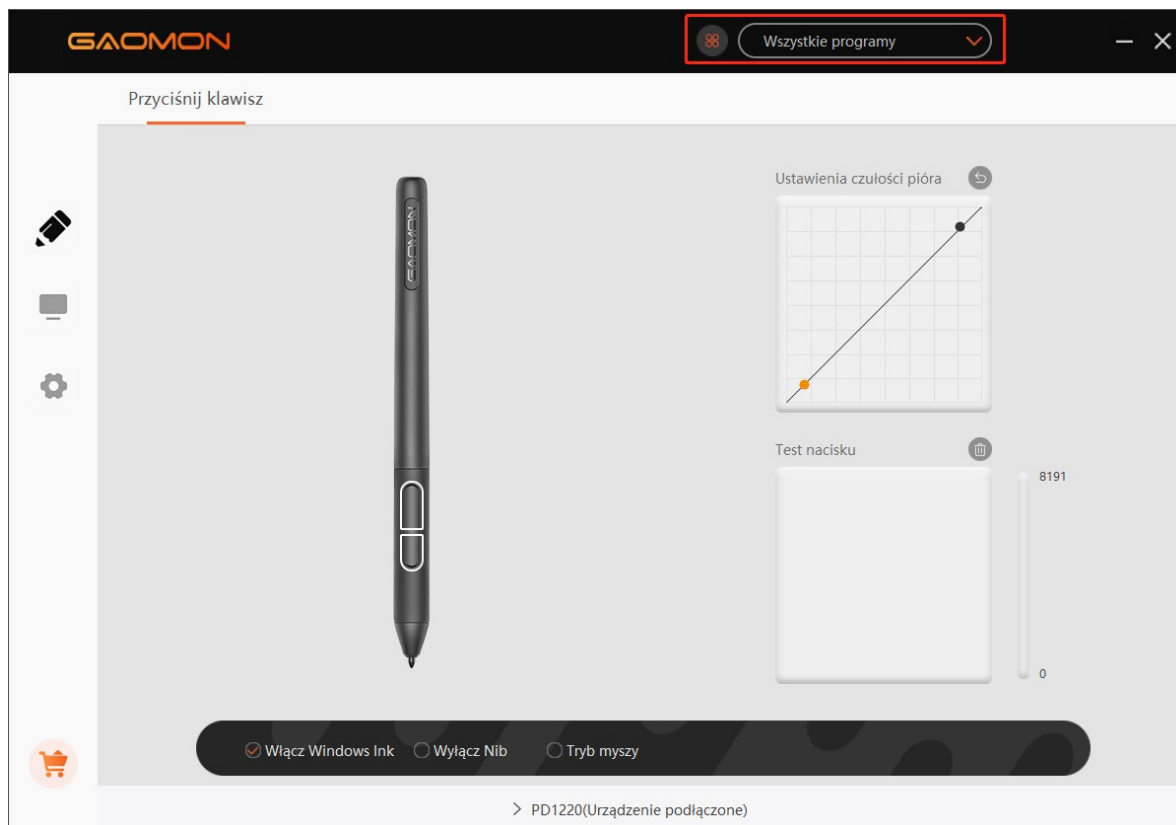 GAOMON
Wszystkie programy
Przyciśnij klawisz
GAOMON
Ustawienia czułości pióra
Test nacisku
8191
0
Włącz Windows Ink
Wyłącz Nib
Tryb myszy
> PD1220(Urządzenie podłączone)